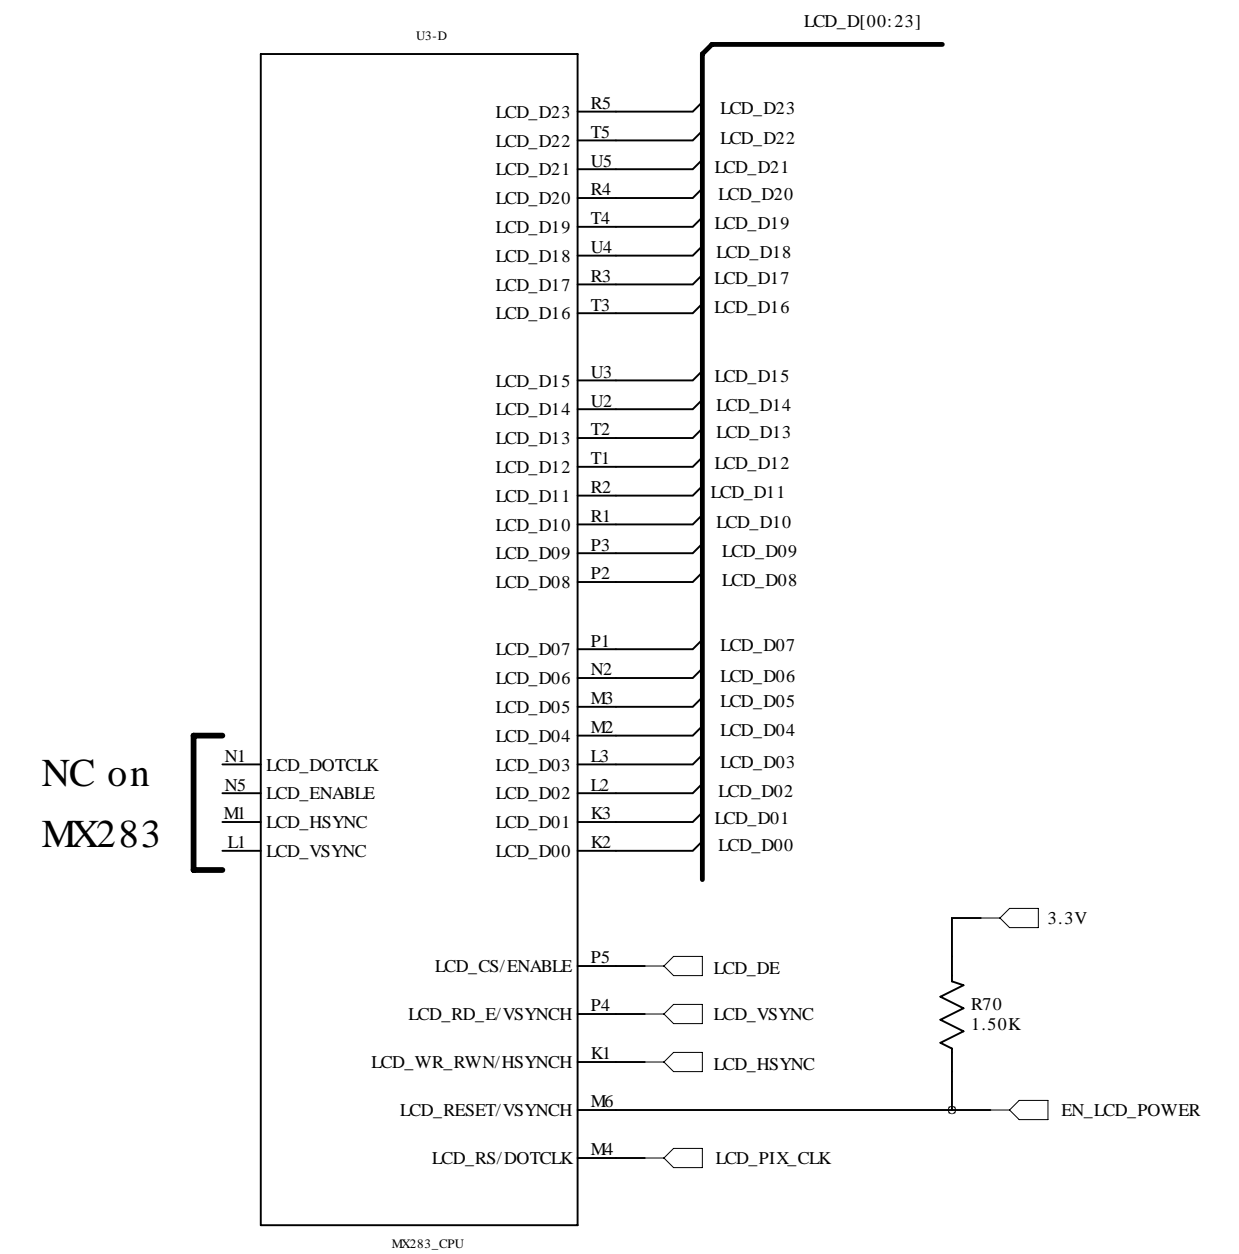 LCD_D[00:23]
U3-D
LCD_D23 R5 LCD_D23
LCD_D22 T5 LCD_D22
LCD_D21 U5 LCD_D21
LCD_D20 R4 LCD_D20
LCD_D19 T4 LCD_D19
LCD_D18 U4 LCD_D18
LCD_D17 R3 LCD_D17
LCD_D16 T3 LCD_D16
LCD_D15 U3 LCD_D15
LCD_D14 U2 LCD_D14
LCD_D13 T2 LCD_D13
LCD_D12 T1 LCD_D12
LCD_D11 R2 LCD_D11
LCD_D10 R1 LCD_D10
LCD_D09 P3 LCD_D09
LCD_D08 P2 LCD_D08
LCD_D07 P1 LCD_D07
LCD_D06 N2 LCD_D06
LCD_D05 M3 LCD_D05
LCD_D04 M2 LCD_D04
NC on
MX283
N1 LCD_DOTCLK LCD_D03 L3 LCD_D03
N5 LCD_ENABLE LCD_D02 L2 LCD_D02
M1 LCD_HSYNC LCD_D01 K3 LCD_D01
L1 LCD_VSYNC LCD_D00 K2 LCD_D00
3.3V
LCD_CS/ENABLE P5 LCD_DE
R70
1.50K
LCD_RD_E/VSYNCH P4 LCD_VSYNC
LCD_WR_RWN/HSYNCH K1 LCD_HSYNC
LCD_RESET/VSYNCH M6 EN_LCD_POWER
LCD_RS/DOTCLK M4 LCD_PIX_CLK
MX283_CPU